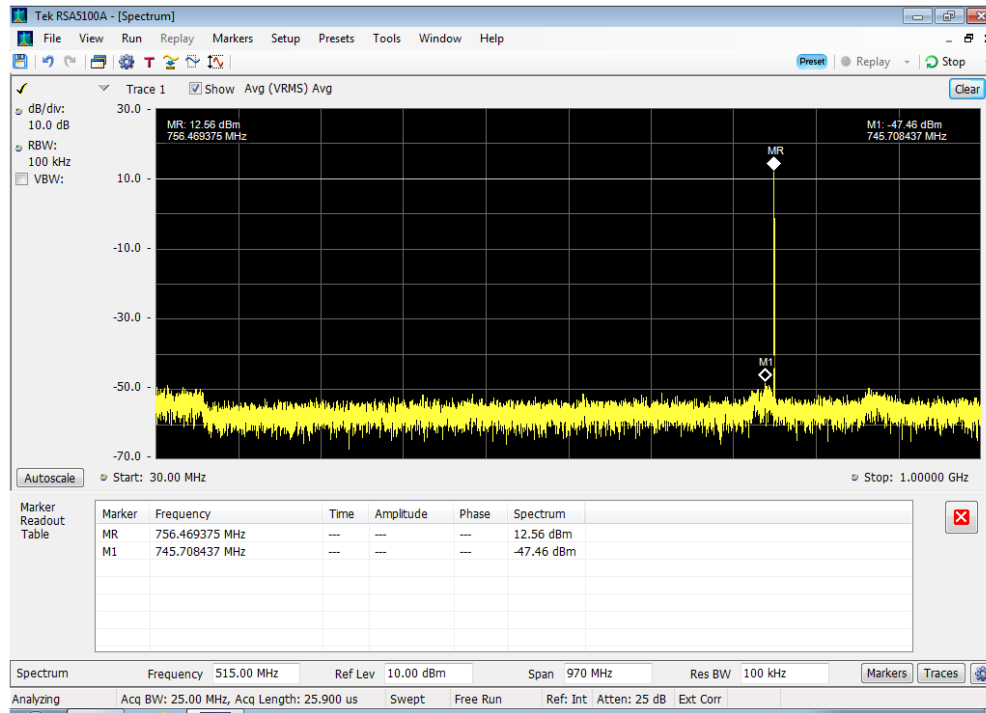 Tek RSA5100A - [Spectrum]
File View Run Replay Markers Setup Presets Tools Window Help
T Preset Replay Stop
Trace 1 Show Avg (VRMS) Avg Clear
dB/div:
10.0 dB
RBW:
100 kHz
VBW:
30.0
10.0
-10.0
-30.0
-50.0
-70.0
MR: 12.56 dBm
756.469375 MHz
M1: -47.46 dBm
745.708437 MHz
MR
M1
Autoscale Start: 30.00 MHz Stop: 1.00000 GHz
Marker
Readout
Table
Marker Frequency Time Amplitude Phase Spectrum
MR 756.469375 MHz --- --- --- 12.56 dBm
M1 745.708437 MHz --- --- --- -47.46 dBm
Spectrum Frequency 515.00 MHz Ref Lev 10.00 dBm Span 970 MHz Res BW 100 kHz Markers Traces
Analyzing Acq BW: 25.00 MHz, Acq Length: 25.900 us Swept Free Run Ref: Int Atten: 25 dB Ext Corr